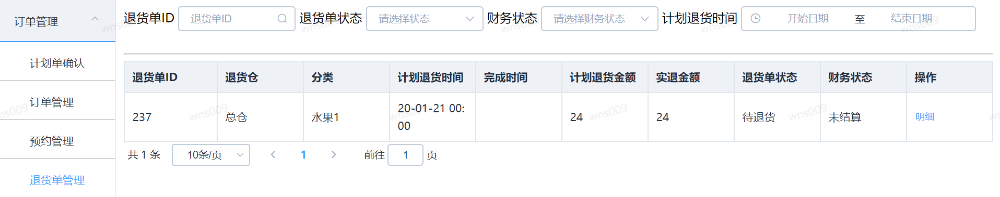 订单管理
计划单确认
订单管理
预约管理
退货单管理
退货单ID 退货单ID 退货单状态 请选择状态 财务状态 请选择财务状态 计划退货时间 开始日期 至 结束日期
退货单ID 退货仓 分类 计划退货时间 完成时间 计划退货金额 实退金额 退货单状态 财务状态 操作
237 总仓 水果1 20-01-21 00:00 24 24 待退货 未结算 明细
共 1 条 10条/页 1 前往 1 页
wns009